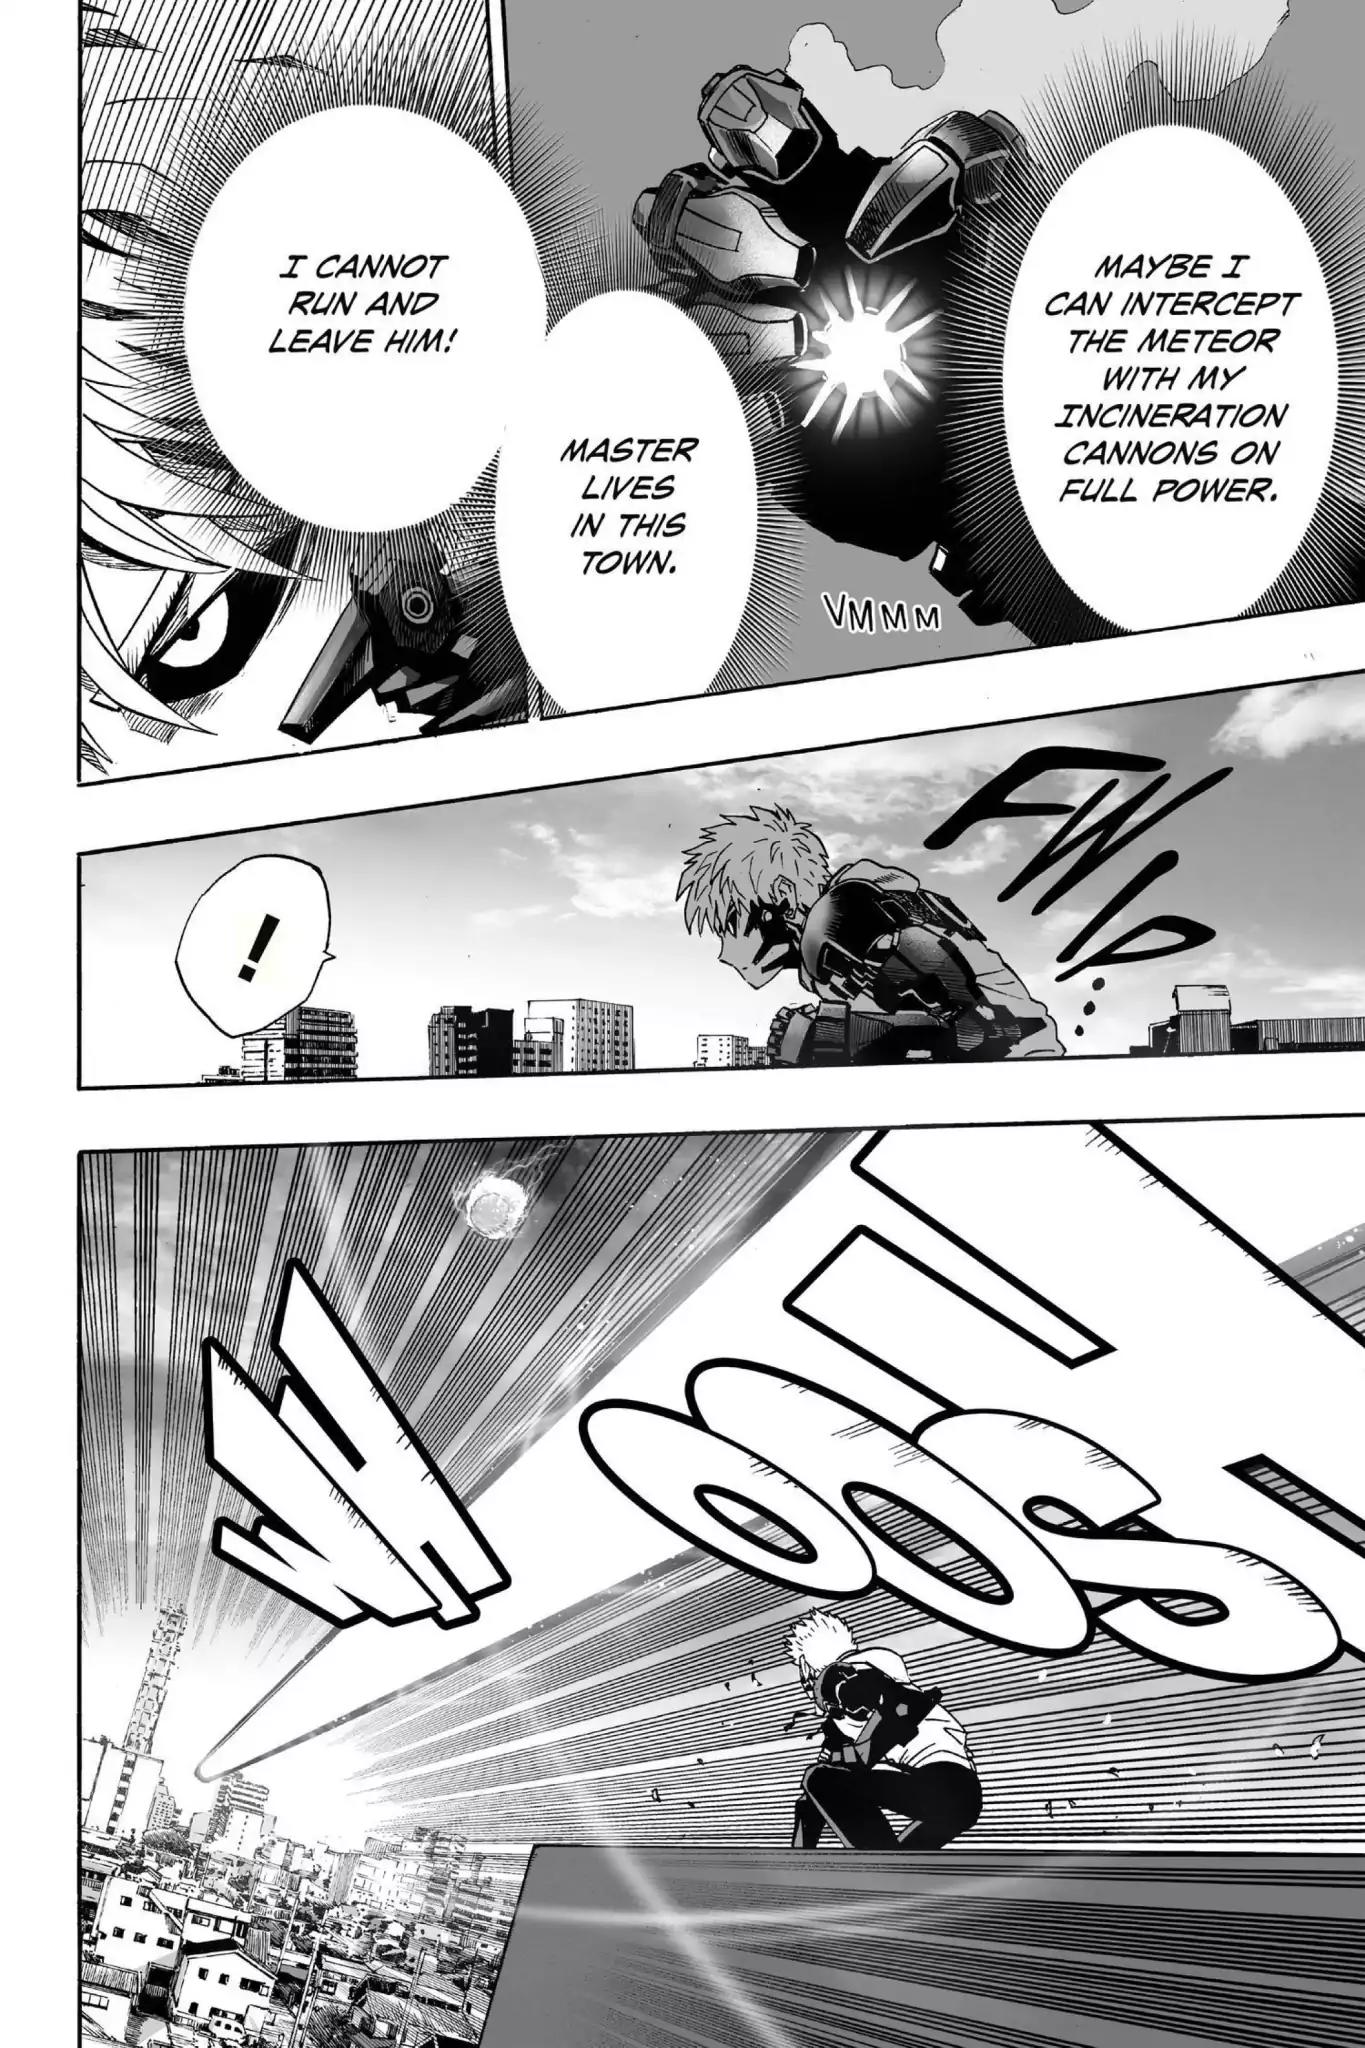 MAYBE I
CAN INTERCEPT
THE METEOR
WITH MY
INCINERATION
CANNONS ON
FULL POWER.
VMMM
MASTER
LIVES
IN THIS
TOWN.
I CANNOT
RUN AND
LEAVE HIM!
FWIP
!
WHOOSH